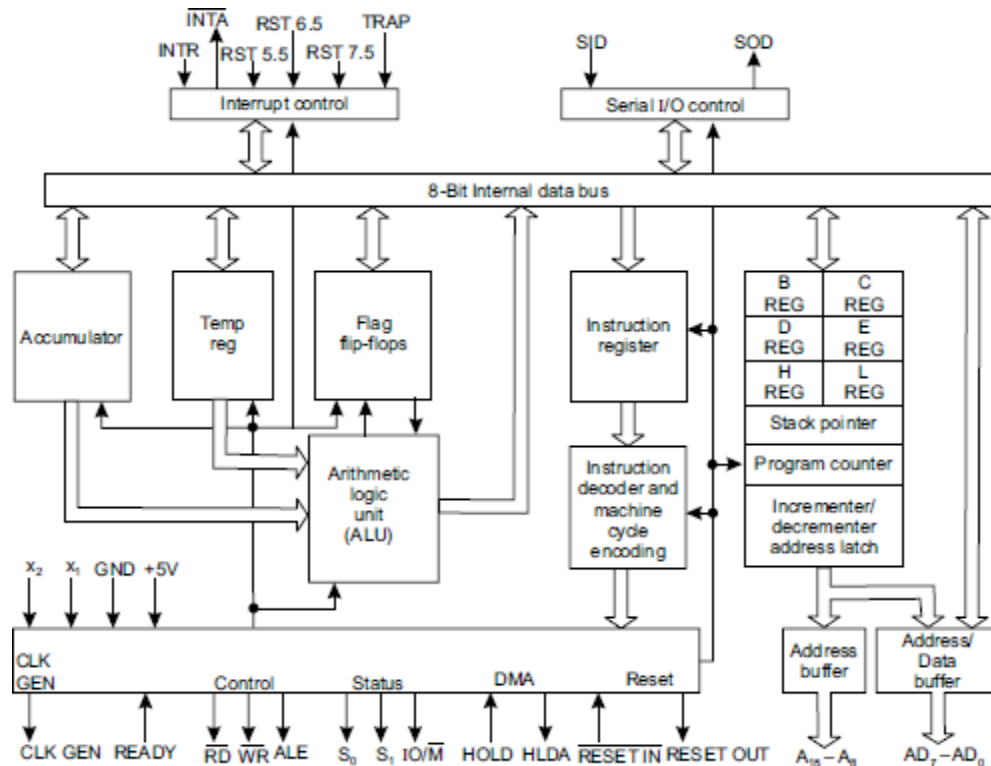 INTA
RST 6.5
TRAP
SID
SOD
INTR
RST 5.5
RST 7.5
Interrupt control
Serial I/O control
8-Bit Internal data bus
Accumulator
Temp
reg
Flag
flip-flops
Instruction
register
B
REG
C
REG
D
REG
E
REG
H
REG
L
REG
Stack pointer
Program counter
Incrementer/
decrementer
address latch
Arithmetic
logic
unit
(ALU)
Instruction
decoder and
machine
cycle
encoding
X₂
X₁
GND
+5V
CLK
GEN
Control
Status
DMA
Reset
Address
buffer
Address/
Data
buffer
CLK GEN
READY
RD
WR
ALE
S₀
S₁
IO/M
HOLD
HLDA
RESET IN
RESET OUT
A₁₅–A₈
AD₇–AD₀